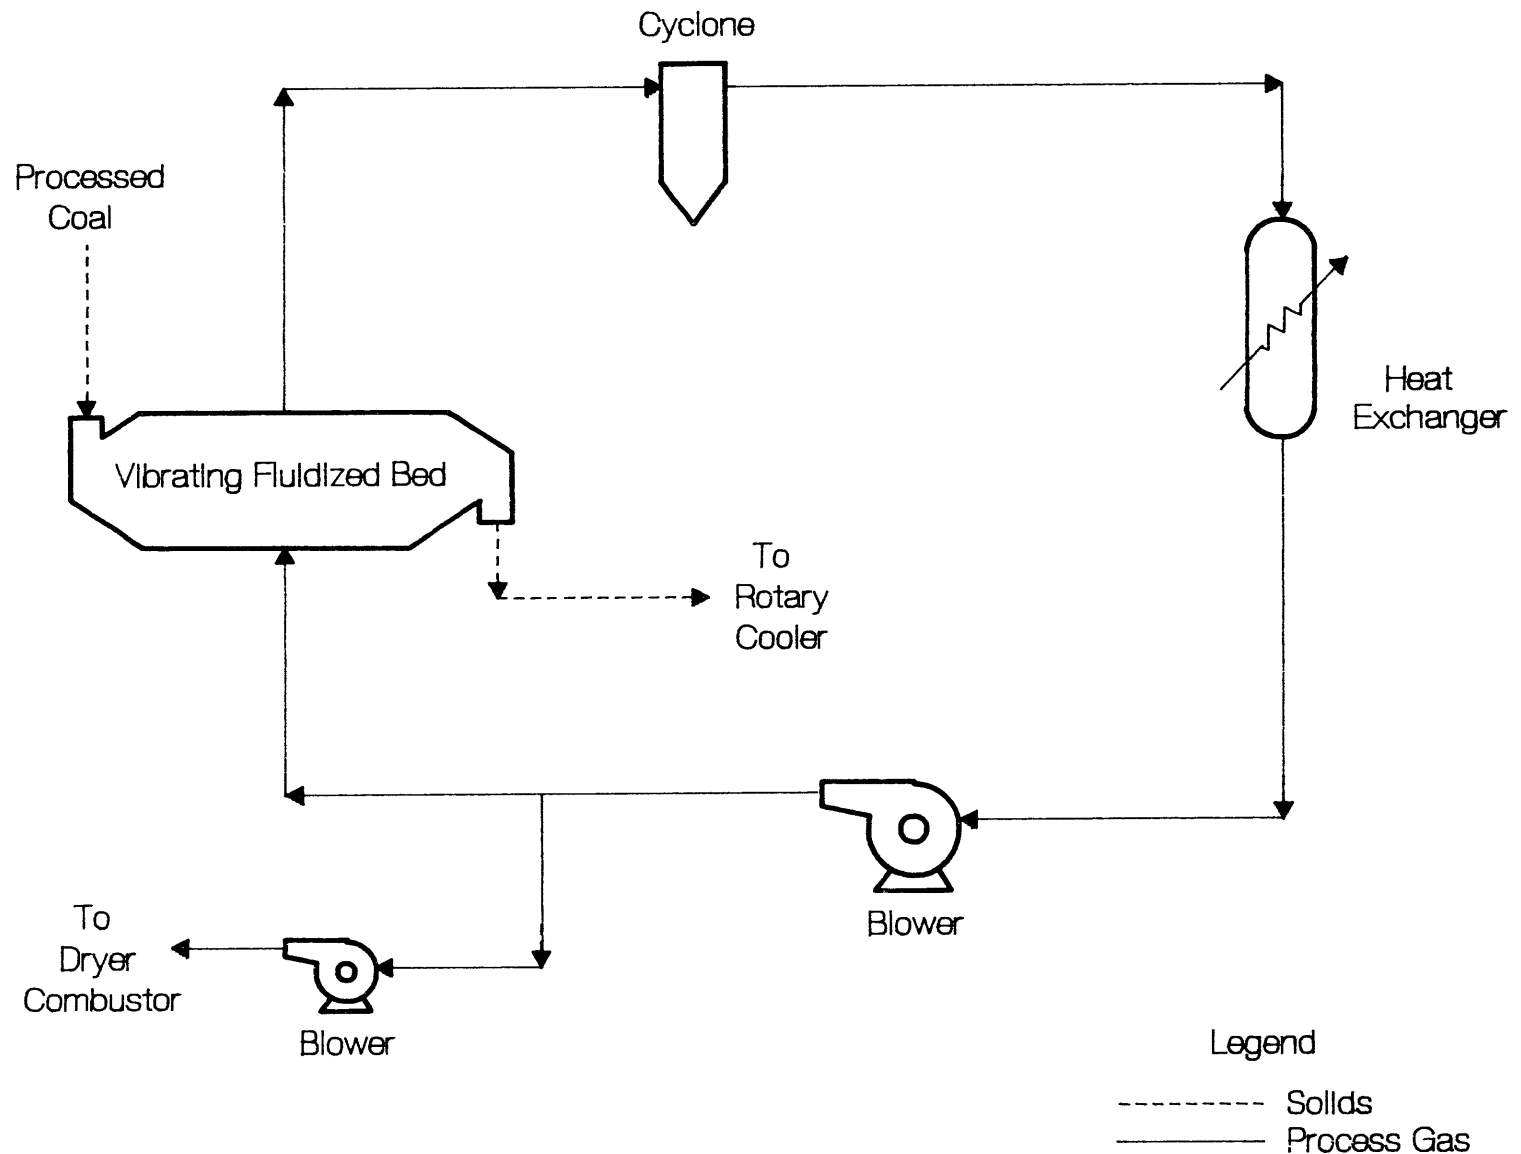 Cyclone
Processed
Coal
Heat
Exchanger
Vibrating Fluidized Bed
To
Rotary
Cooler
Blower
To
Dryer
Combustor
Blower
Legend
Solids
Process Gas